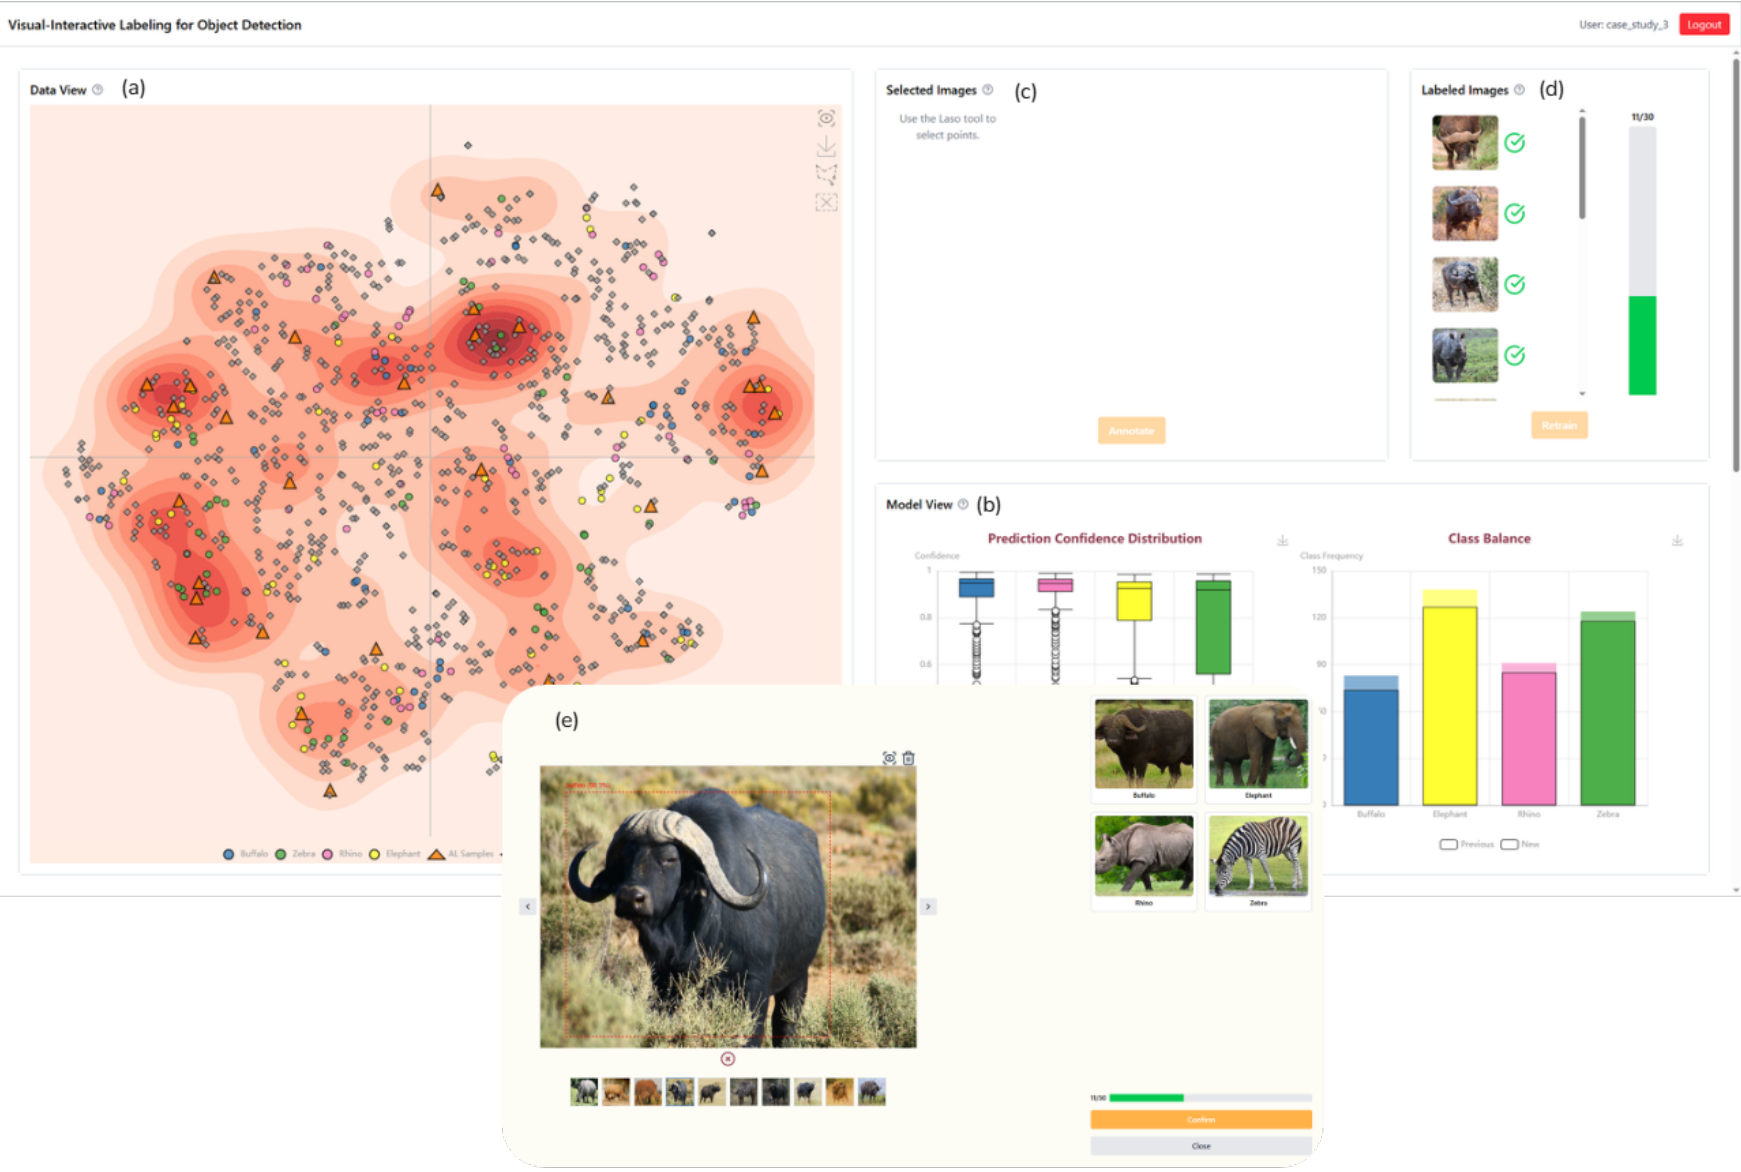 Visual-Interactive Labeling for Object Detection
User: case_study_3
Logout
Data View
(a)
Buffalo
Zebra
Rhino
Elephant
AL Samples
Selected Images
(c)
Use the Laso tool to
select points.
Annotate
Labeled Images
(d)
11/30
Retrain
Model View
(b)
Prediction Confidence Distribution
Confidence
1
0.8
0.6
Class Balance
Class Frequency
150
120
90
Buffalo
Elephant
Rhino
Zebra
Previous
New
(e)
Buffalo
Elephant
Rhino
Zebra
11/30
Confirm
Close